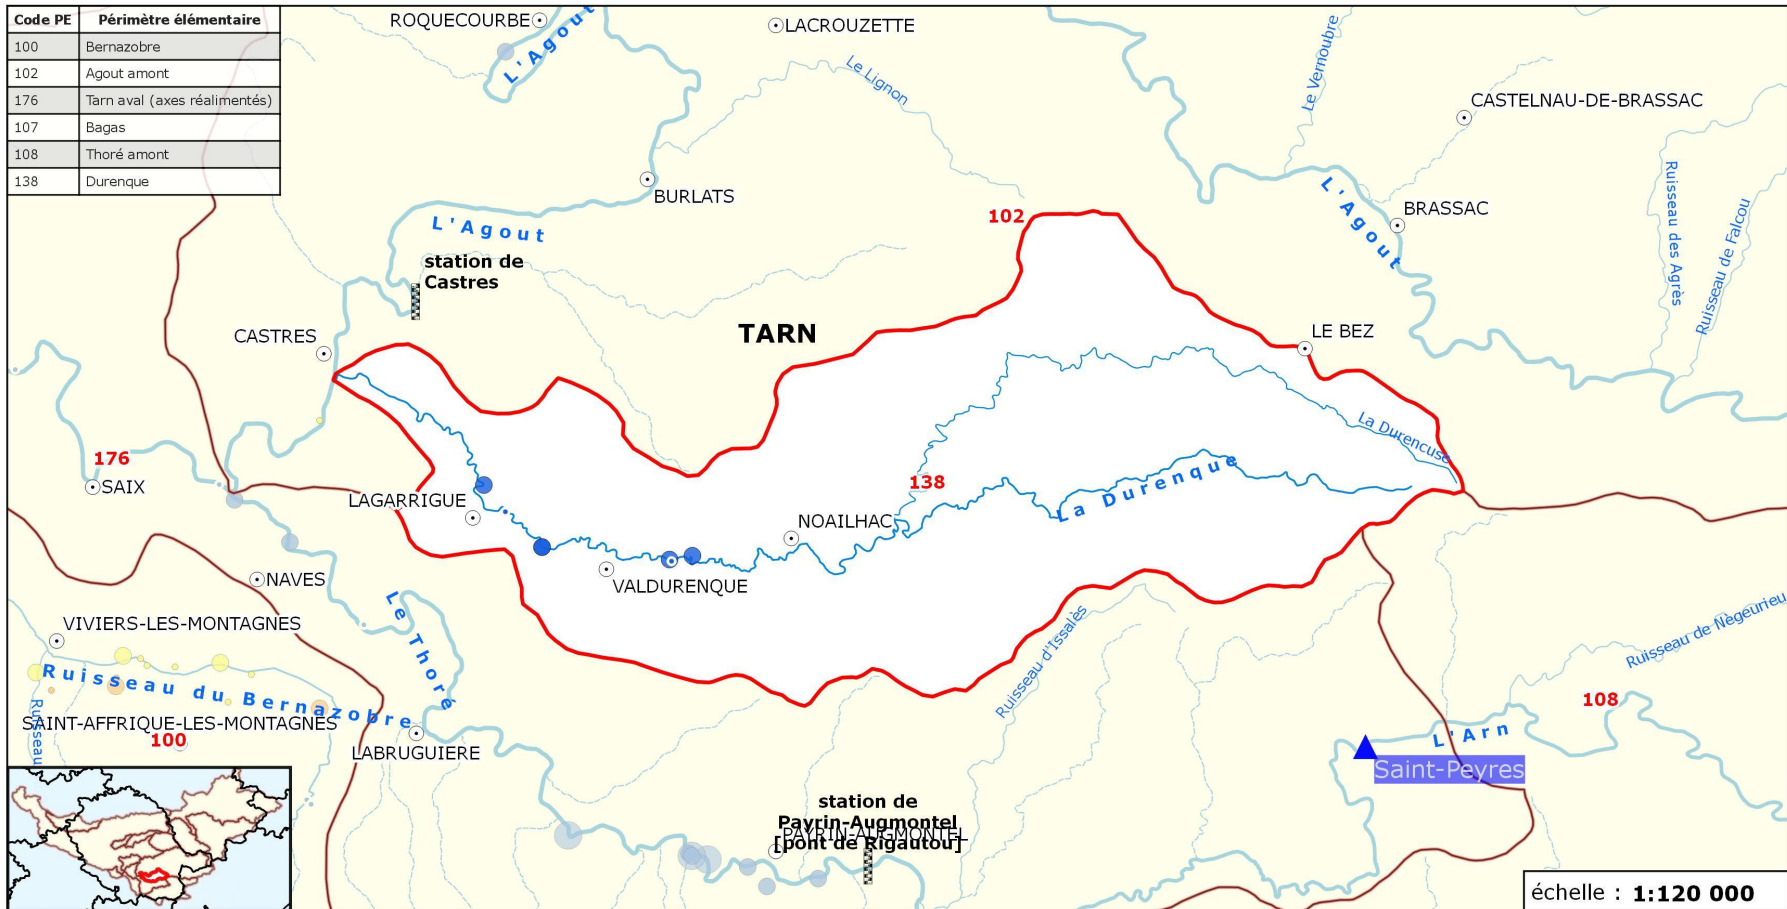 Code PE Périmètre élémentaire
100 Bernazobre
102 Agout amont
176 Tarn aval (axes réalimentés)
107 Bagas
108 Thoré amont
138 Durenque
ROQUECOURBE
L'Agout
LACROUZETTE
Le Lignon
Le Vernoubre
CASTELNAU-DE-BRASSAC
BURLATS
L'Agout
102
L'Agout
BRASSAC
Ruisseau des Agrès
Ruisseau de Falcou
station de
Castres
CASTRES
TARN
LE BEZ
La Durencuse
176
SAIX
LAGARRIGUE
138
La Durenque
NOAILHAC
NAVES
VALDURENQUE
Le Thoré
VIVIERS-LES-MONTAGNES
Ruisseau du Bernazobre
Ruisseau
SAINT-AFFRIQUE-LES-MONTAGNES
100
LABRUGUIERE
Ruisseau d'Issalès
Ruisseau de Négeurieu
108
L'Arn
Saint-Peyres
station de
Payrin-Augmontel
PAYRIN-AUGMONTEL
[pont de Rigautou]
échelle : 1:120 000